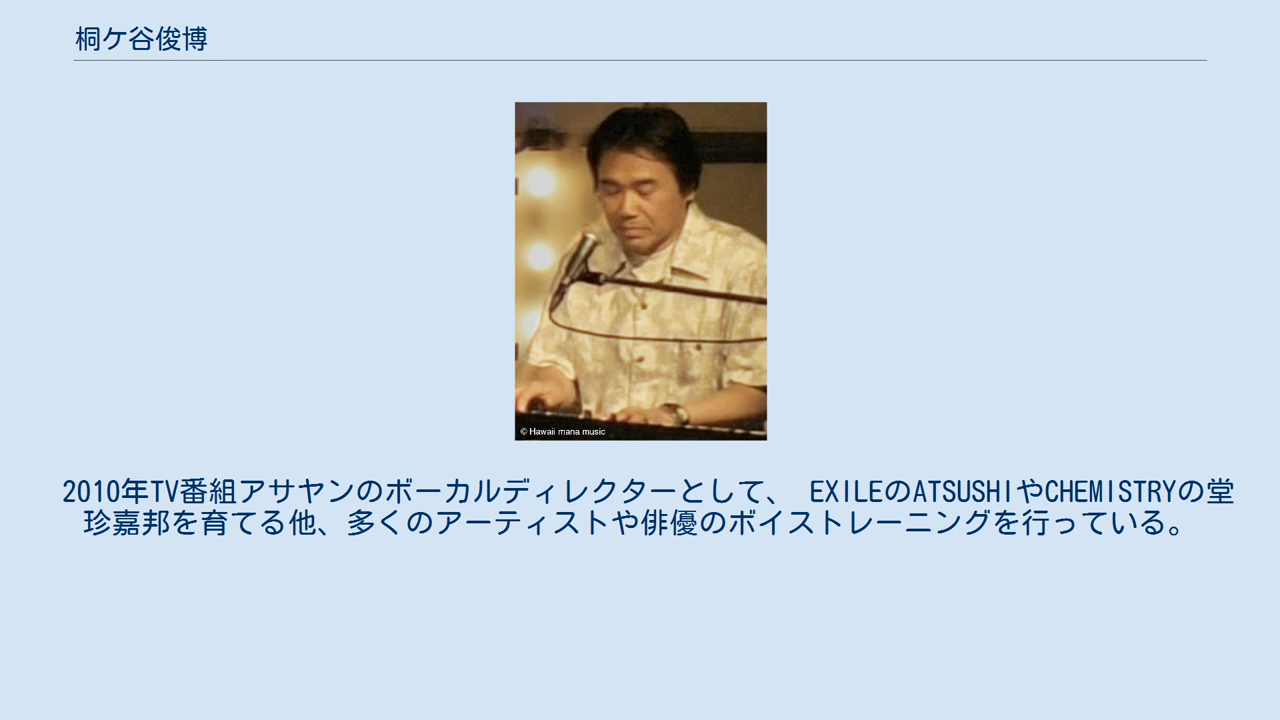 桐ケ谷俊博
© Hawaii mana music
2010年TV番組アサヤンのボーカルディレクターとして、 EXILEのATSUSHIやCHEMISTRYの堂
珍嘉邦を育てる他、多くのアーティストや俳優のボイストレーニングを行っている。